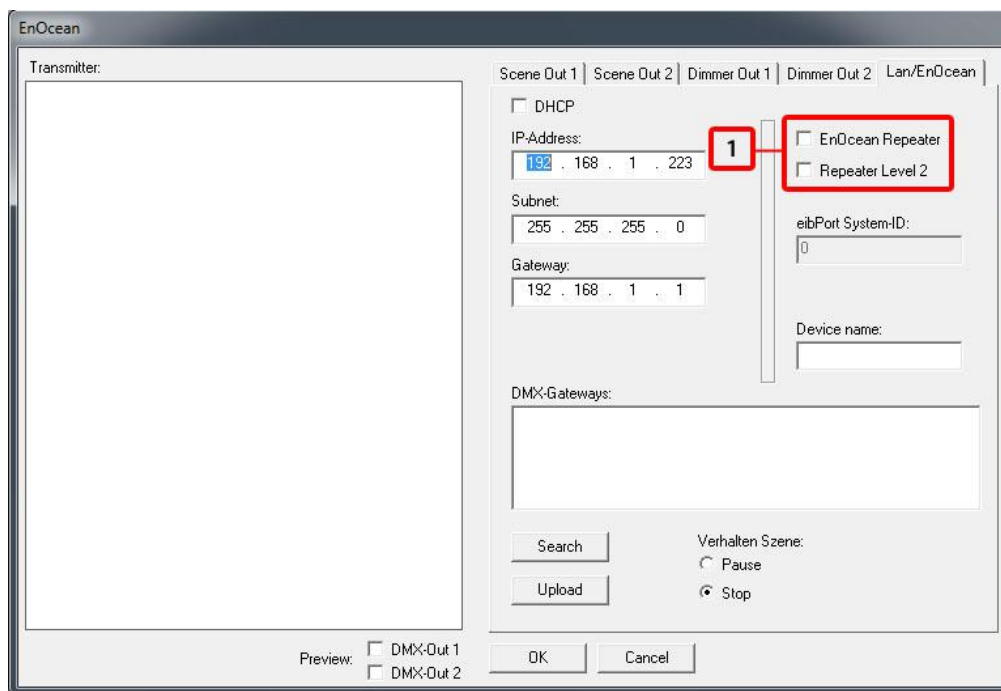 EnOcean
Transmitter:
Scene Out 1 Scene Out 2 Dimmer Out 1 Dimmer Out 2 Lan/EnOcean
DHCP
IP-Address:
192 . 168 . 1 . 223
1
EnOcean Repeater
Repeater Level 2
Subnet:
255 . 255 . 255 . 0
eibPort System-ID:
0
Gateway:
192 . 168 . 1 . 1
Device name:
DMX-Gateways:
Search
Upload
Verhalten Szene:
Pause
Stop
Preview:
DMX-Out 1
DMX-Out 2
OK
Cancel